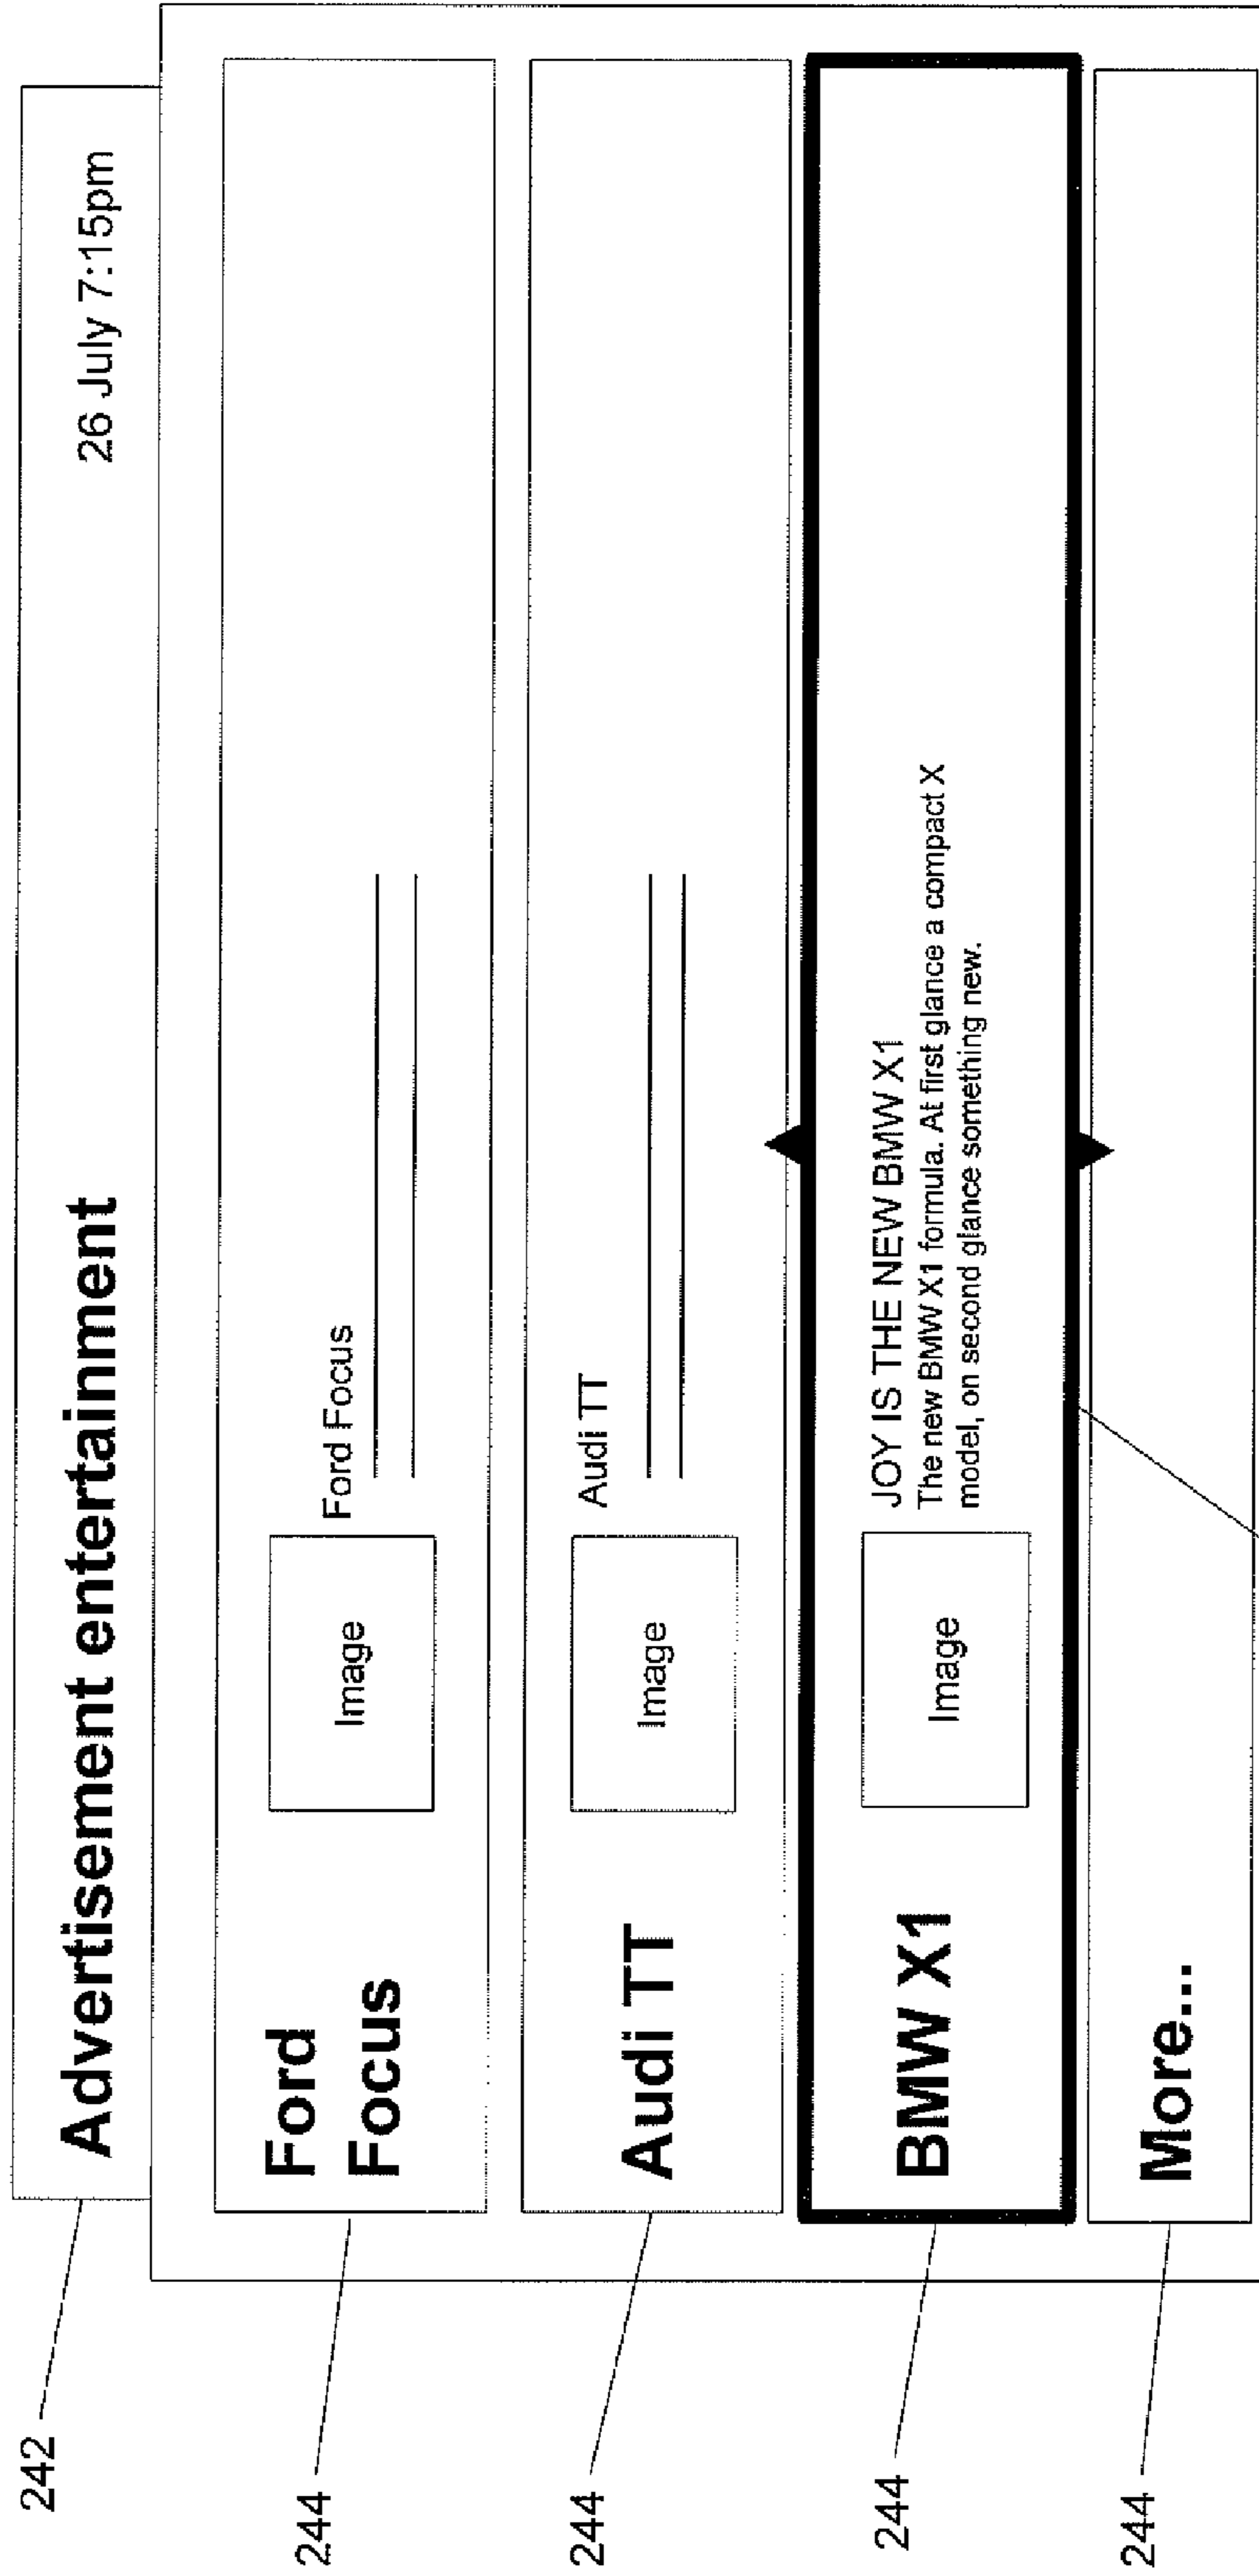 242
Advertisement entertainment
26 July 7:15pm
244
Ford
Focus
Image
Ford Focus
244
Audi TT
Image
Audi TT
244
BMW X1
Image
JOY IS THE NEW BMW X1
The new BMW X1 formula. At first glance a compact X
model, on second glance something new.
244
More...